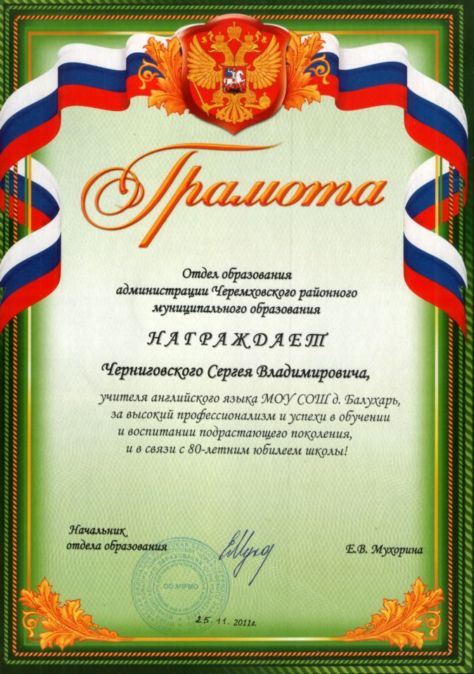 Грамота
Отдел образования
администрации Черемховского районного
муниципального образования
НАГРАЖДАЕТ
Черниговского Сергея Владимировича,
учителя английского языка МОУ СОШ д. Балухарь,
за высокий профессионализм и успехи в обучении
и воспитании подрастающего поколения,
и в связи с 80-летним юбилеем школы!
Начальник
отдела образования
Е.В. Мухорина
ОО МРМО
25.11.2011г.